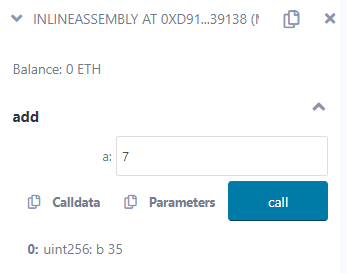 INLINEASSEMBLY AT 0XD91...39138 (M
Balance: 0 ETH
add
a: 7
Calldata Parameters call
0: uint256: b 35